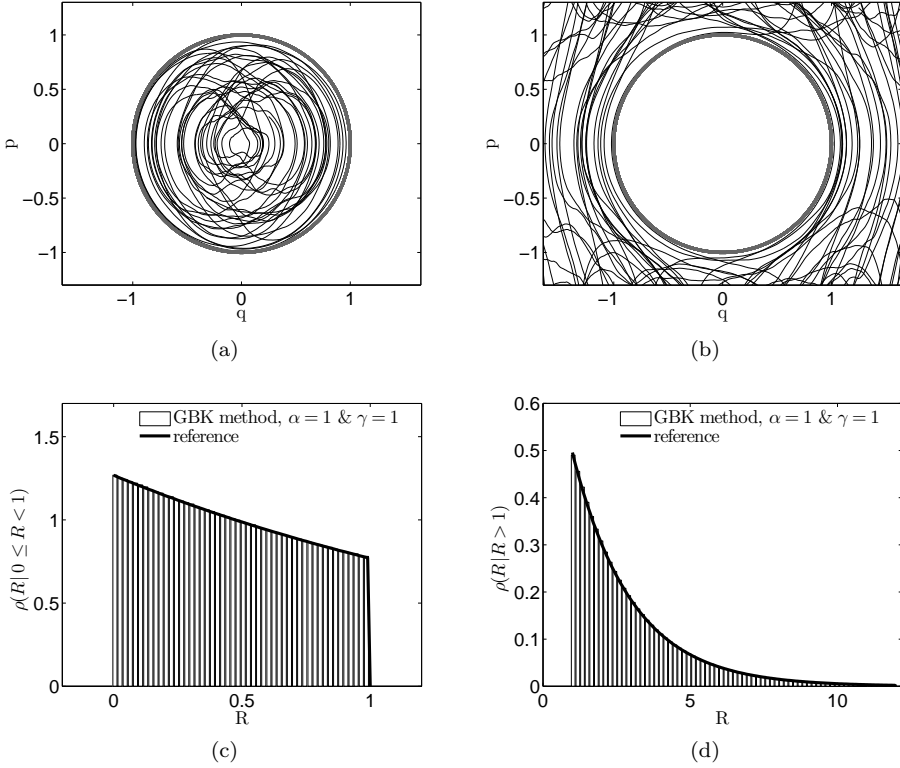 1
0.5
0
−0.5
−1
p
−1
0
1
q
(a)
1
0.5
0
−0.5
−1
p
−1
0
1
q
(b)
1.5
1
0.5
0
ρ(R|0 ≤ R < 1)
GBK method, α = 1 & γ = 1
reference
0
0.5
1
R
(c)
0.6
0.5
0.4
0.3
0.2
0.1
0
ρ(R|R > 1)
GBK method, α = 1 & γ = 1
reference
0
5
10
R
(d)